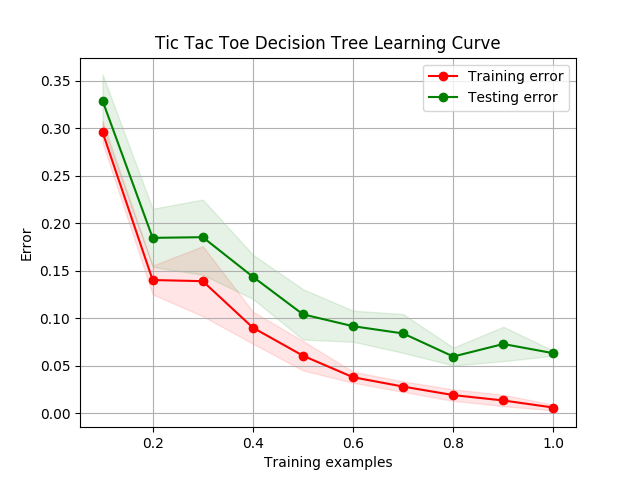 Tic Tac Toe Decision Tree Learning Curve
Training error
Testing error
0.35
0.30
0.25
0.20
0.15
0.10
0.05
0.00
Error
0.2
0.4
0.6
0.8
1.0
Training examples